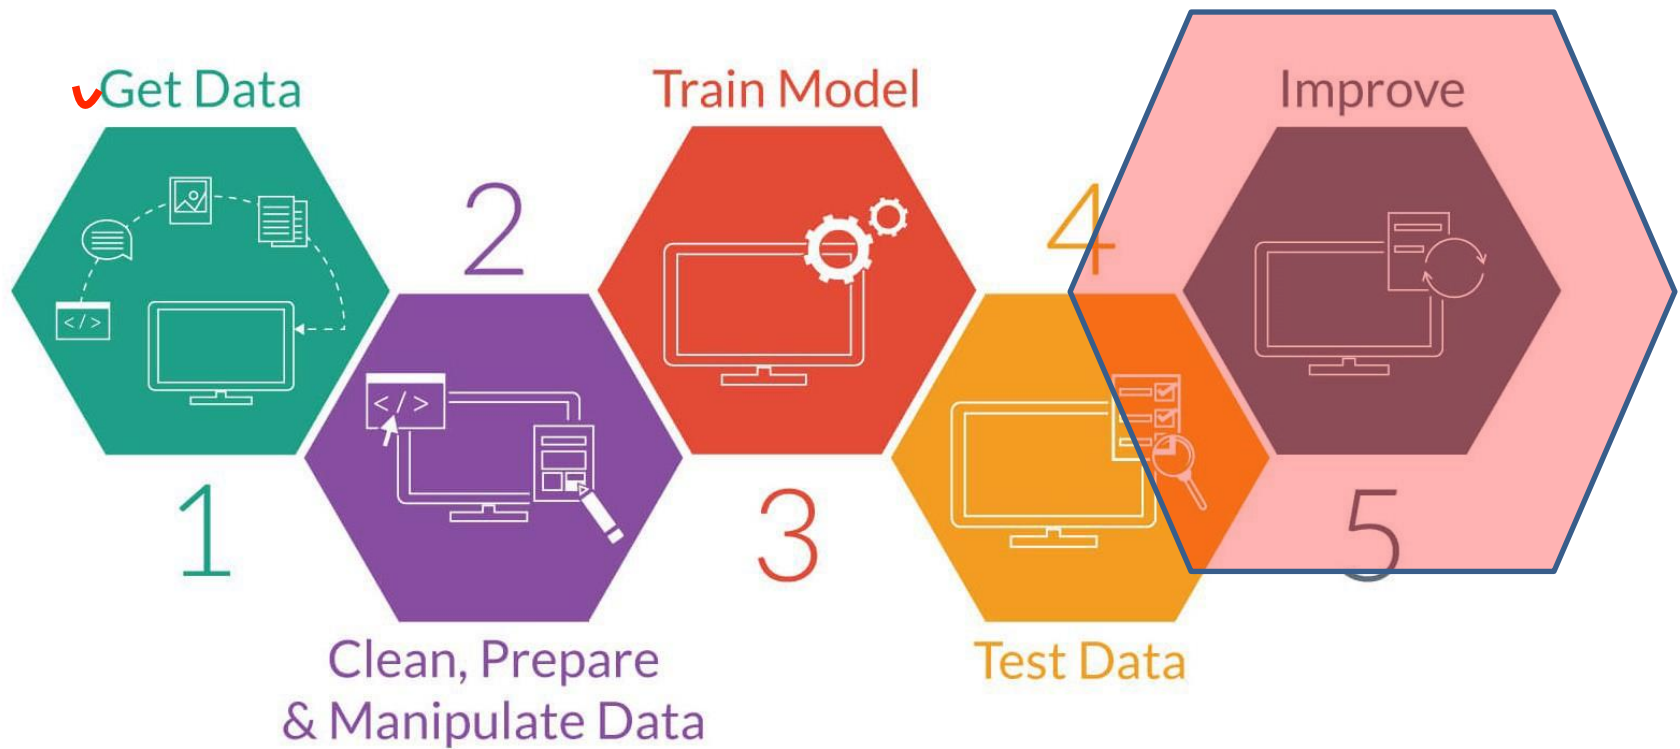 Get Data
Train Model
Improve
2
4
</>
</>
1
3
5
Clean, Prepare
& Manipulate Data
Test Data